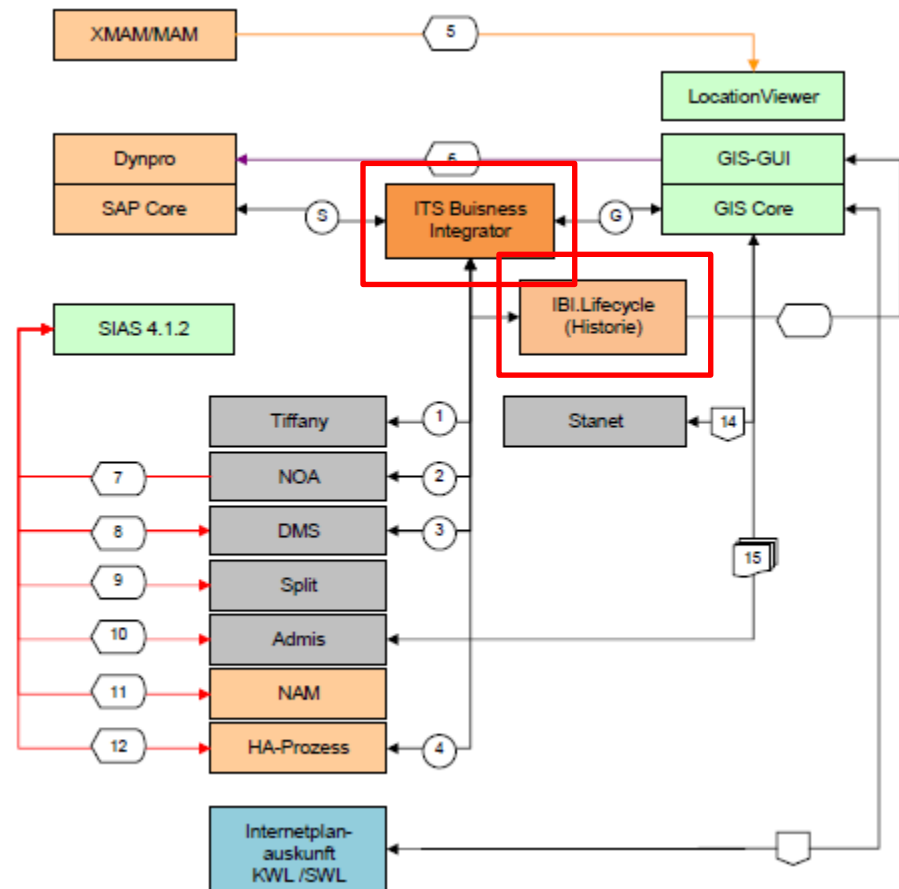 XMAM/MAM
5
LocationViewer
Dynpro
6
GIS-GUI
SAP Core
S
ITS Buisness
Integrator
G
GIS Core
IBI.Lifecycle
(Historie)
SIAS 4.1.2
Tiffany
1
Stanet
14
7
NOA
2
8
DMS
3
9
Split
15
10
Admis
11
NAM
12
HA-Prozess
4
Internetplan-
auskunft
KWL /SWL